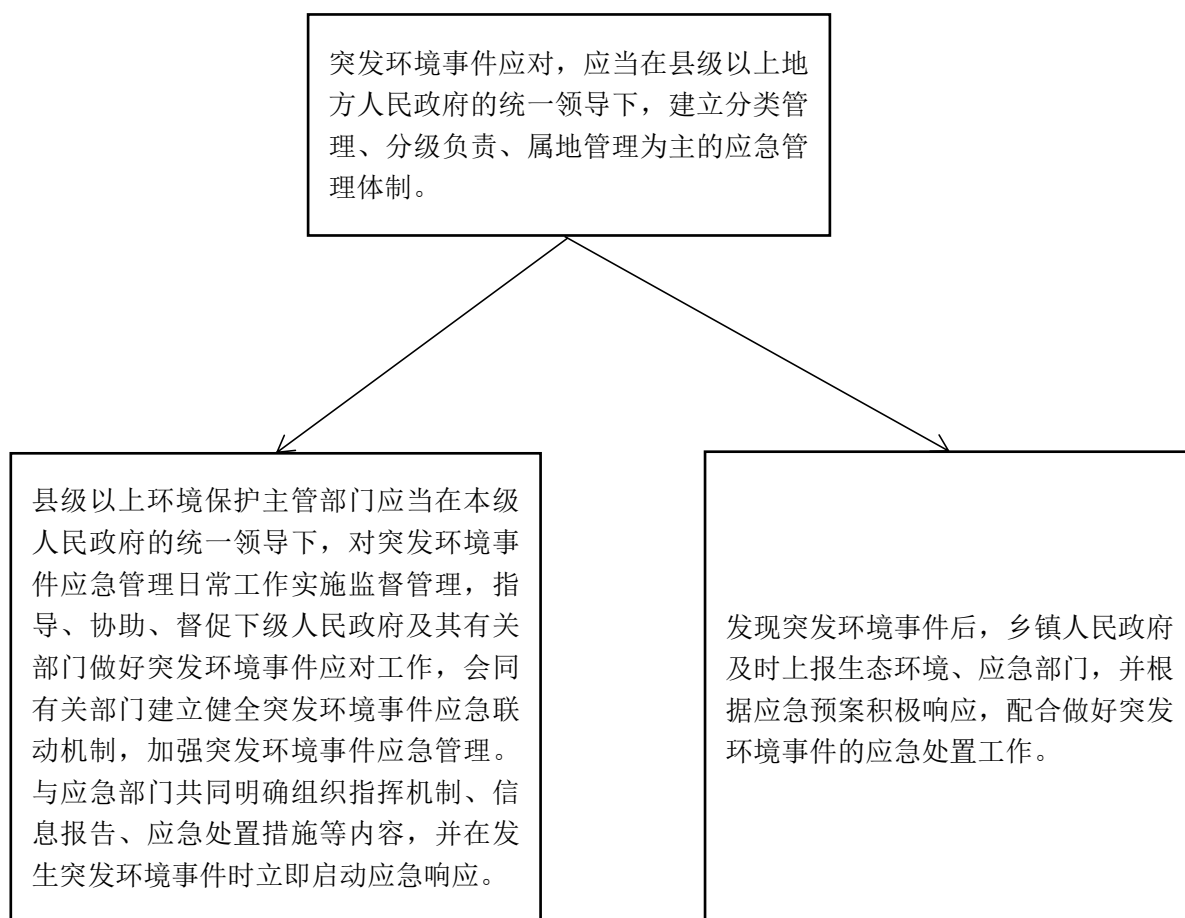 突发环境事件应对，应当在县级以上地
方人民政府的统一领导下，建立分类管
理、分级负责、属地管理为主的应急管
理体制。
县级以上环境保护主管部门应当在本级
人民政府的统一领导下，对突发环境事
件应急管理日常工作实施监督管理，指
导、协助、督促下级人民政府及其有关
部门做好突发环境事件应对工作，会同
有关部门建立健全突发环境事件应急联
动机制，加强突发环境事件应急管理。
与应急部门共同明确组织指挥机制、信
息报告、应急处置措施等内容，并在发
生突发环境事件时立即启动应急响应。
发现突发环境事件后，乡镇人民政府
及时上报生态环境、应急部门，并根
据应急预案积极响应，配合做好突发
环境事件的应急处置工作。